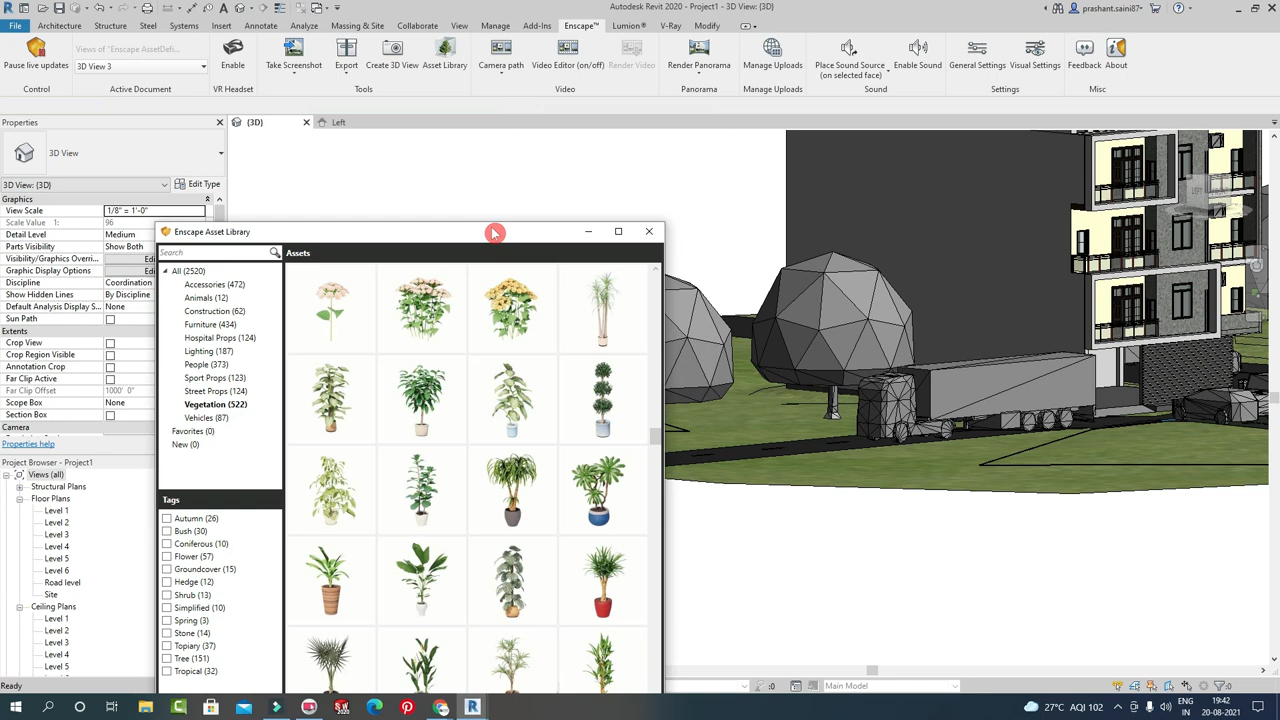 Autodesk Revit 2020 - Project1 - 3D View: {3D}
prashant.saini87
File
Architecture
Structure
Steel
Systems
Insert
Annotate
Analyze
Massing & Site
Collaborate
View
Manage
Add-Ins
Enscape™
Lumion®
V-Ray
Modify
Pause live updates
Control
Views of "Enscape AssetDefi...
3D View 3
Active Document
Enable
VR Headset
Take Screenshot
Export
Create 3D View
Asset Library
Tools
Camera path
Video Editor (on/off)
Render Video
Video
Render Panorama
Panorama
Manage Uploads
Manage Uploads
Place Sound Source
(on selected face)
Enable Sound
Sound
General Settings
Visual Settings
Settings
Feedback
About
Misc
Properties
(3D)
Left
3D View
3D View: {3D}
Edit Type
Graphics
View Scale 1/8" = 1'-0"
Scale Value 1: 96
Detail Level Medium
Parts Visibility Show Both
Visibility/Graphics Overri... Edi
Graphic Display Options Edi
Discipline Coordination
Show Hidden Lines By Discipline
Default Analysis Display S... None
Sun Path
Extents
Crop View
Crop Region Visible
Annotation Crop
Far Clip Active
Far Clip Offset 1000' 0"
Scope Box None
Section Box
Camera
Properties help
Project Browser - Project1
Views (all)
Structural Plans
Floor Plans
Level 1
Level 2
Level 3
Level 4
Level 5
Level 6
Road level
Site
Ceiling Plans
Level 1
Level 2
Level 3
Level 4
Level 5
Enscape Asset Library
Search
Assets
All (2520)
Accessories (472)
Animals (12)
Construction (62)
Furniture (434)
Hospital Props (124)
Lighting (187)
People (373)
Sport Props (123)
Street Props (124)
Vegetation (522)
Vehicles (87)
Favorites (0)
New (0)
Tags
Autumn (26)
Bush (30)
Coniferous (10)
Flower (57)
Groundcover (15)
Hedge (12)
Shrub (13)
Simplified (10)
Spring (3)
Stone (14)
Topiary (37)
Tree (151)
Tropical (32)
LEFT
Ready
:0
Main Model
:0
27°C AQI 102
ENG
IN
19:42
20-08-2021